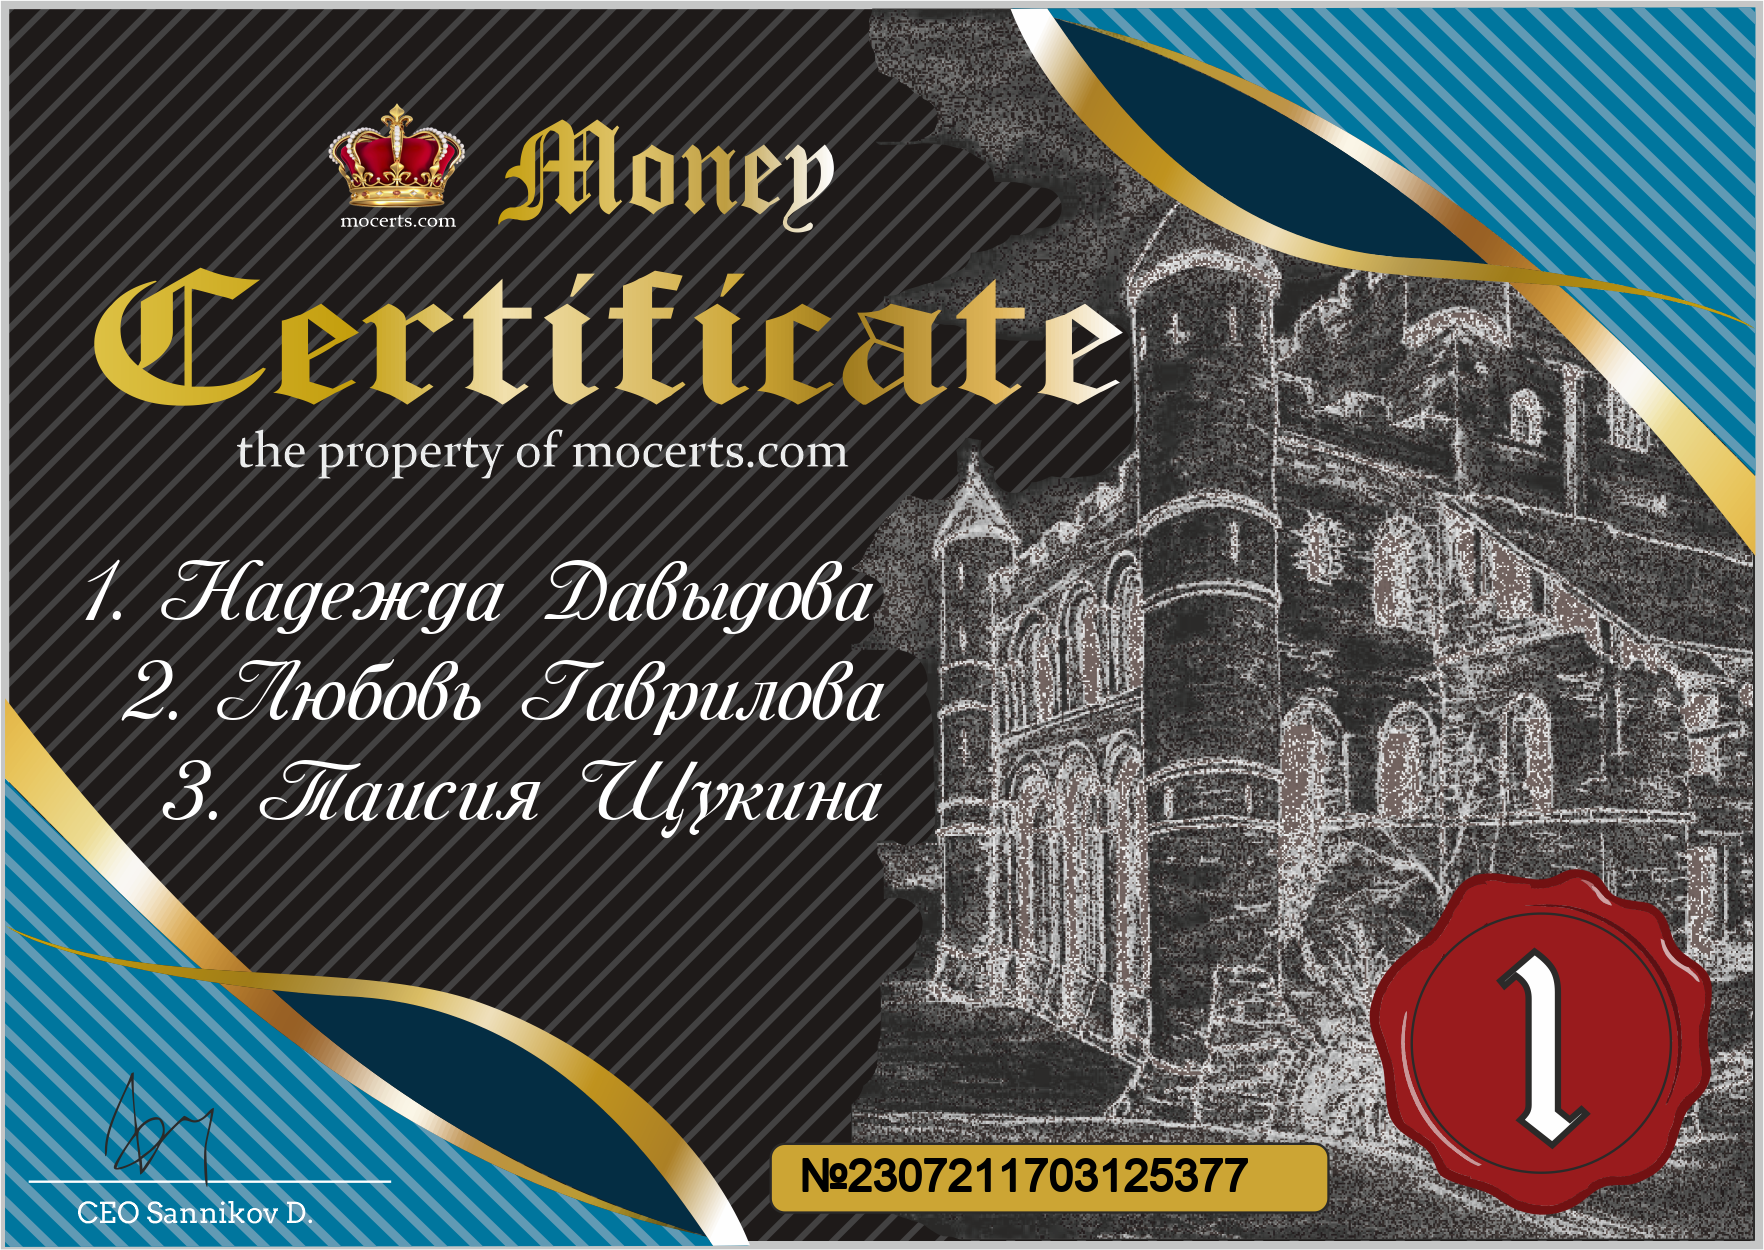 mocerts.com
Money
Certificate
the property of mocerts.com
1. Надежда Давыдова
2. Любовь Гаврилова
3. Таисия Щукина
1
№2307211703125377
CEO Sannikov D.